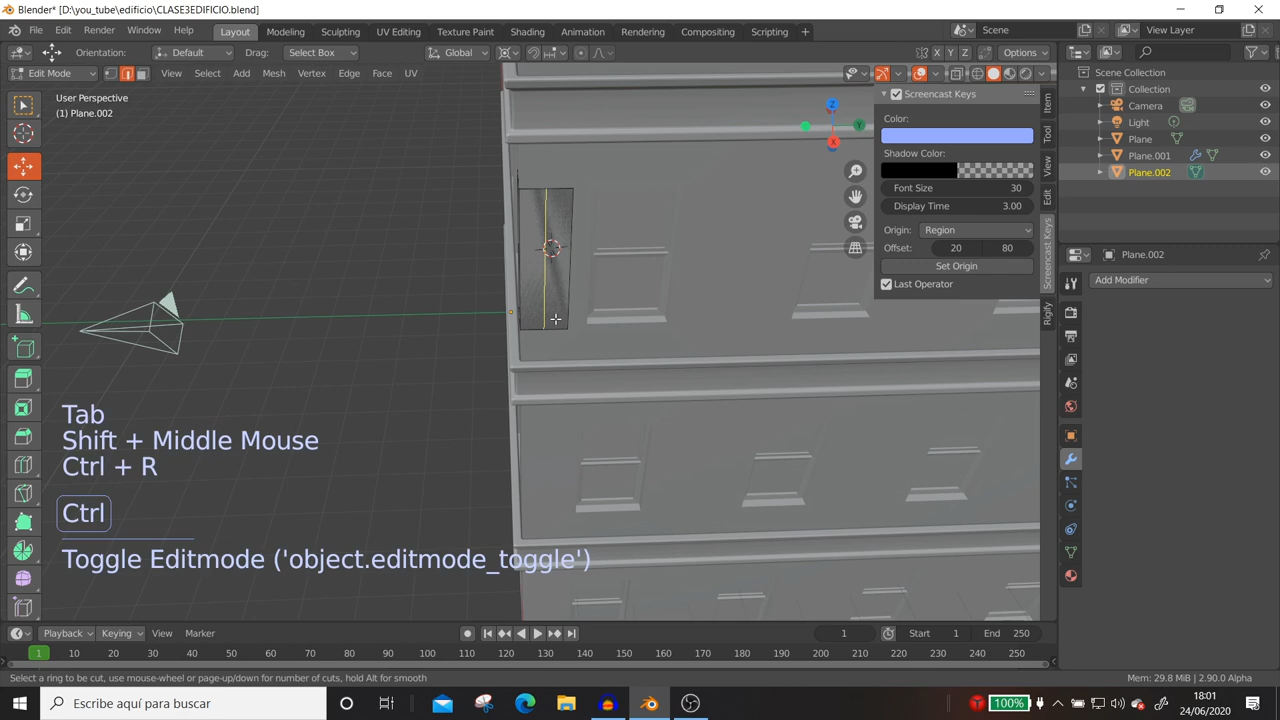 Blender* [D:\you_tube\edificio\CLASE3EDIFICIO.blend]
File Edit Render Window Help Layout Modeling Sculpting UV Editing Texture Paint Shading Animation Rendering Compositing Scripting + Scene View Layer
Orientation: Default Drag: Select Box Global X Y Z Options
Edit Mode View Select Add Mesh Vertex Edge Face UV
Scene Collection
Collection
Camera
Light
Plane
Plane.001
Plane.002
User Perspective
(1) Plane.002
Z
Y
X
Screencast Keys
Color:
Shadow Color:
Font Size 30
Display Time 3.00
Origin: Region
Offset: 20 80
Set Origin
Last Operator
Item
Tool
View
Edit
Screencast Keys
Rigify
Plane.002
Add Modifier
Tab
Shift + Middle Mouse
Ctrl + R
Ctrl
Toggle Editmode ('object.editmode_toggle')
Playback Keying View Marker 1 Start 1 End 250
1 10 20 30 40 50 60 70 80 90 100 110 120 130 140 150 160 170 180 190 200 210 220 230 240 250
Select a ring to be cut, use mouse-wheel or page-up/down for number of cuts, hold Alt for smooth Mem: 29.8 MiB | 2.90.0 Alpha
Escribe aquí para buscar
100%
18:01
24/06/2020